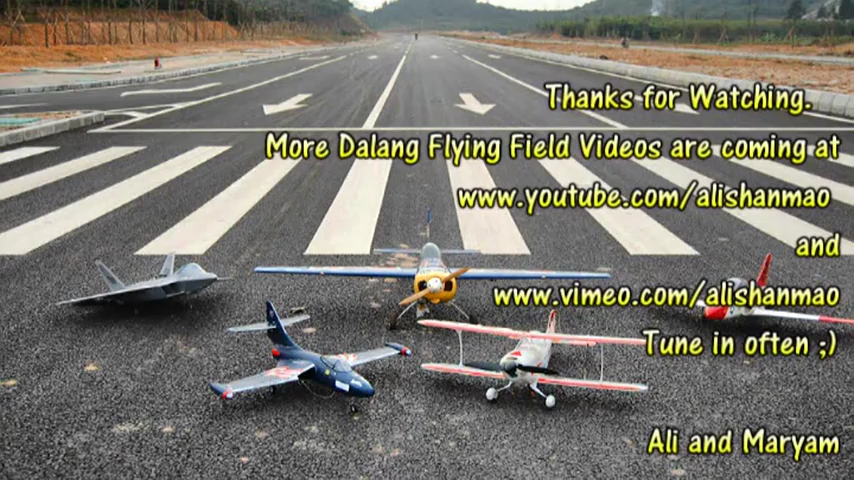 Thanks for Watching.
More Dalang Flying Field Videos are coming at
www.youtube.com/alishanmao
and
www.vimeo.com/alishanmao
Tune in often ;)
Ali and Maryam